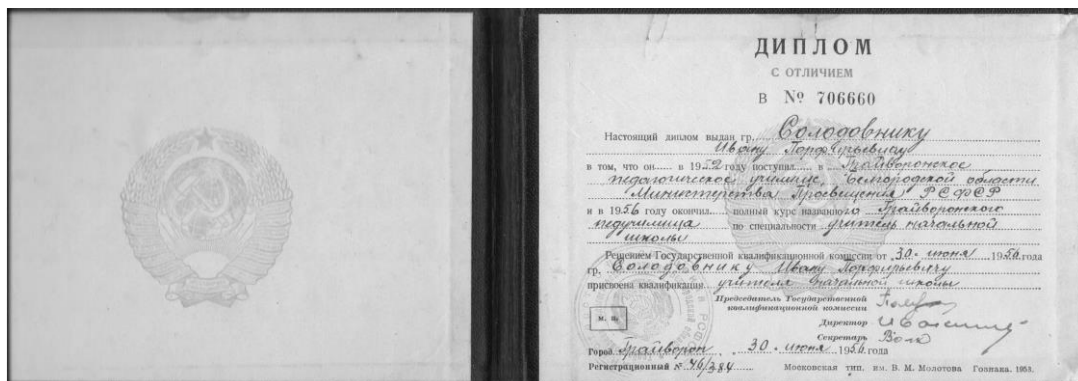 ДИПЛОМ
С ОТЛИЧИЕМ
В № 706660
Настоящий диплом выдан гр. Солодовнику
Ивану Порфирьевичу
в том, что он в 1952 году поступил в Грайворонское
педагогическое училище, Белгородской области
Министерства Просвещения РСФСР
и в 1956 году окончил полный курс названного Грайворонского
педучилища по специальности учитель начальной
школы
Решением Государственной квалификационной комиссии от 30 июня 1956 года
гр. Солодовнику Ивану Порфирьевичу
присвоена квалификация учителя начальной школы
Председатель Государственной
квалификационной комиссии
Директор
Секретарь
М. П.
Город Грайворон 30 июня 1956 года
Регистрационный № 46/284
Московская тип. им. В. М. Молотова Гознака. 1953.